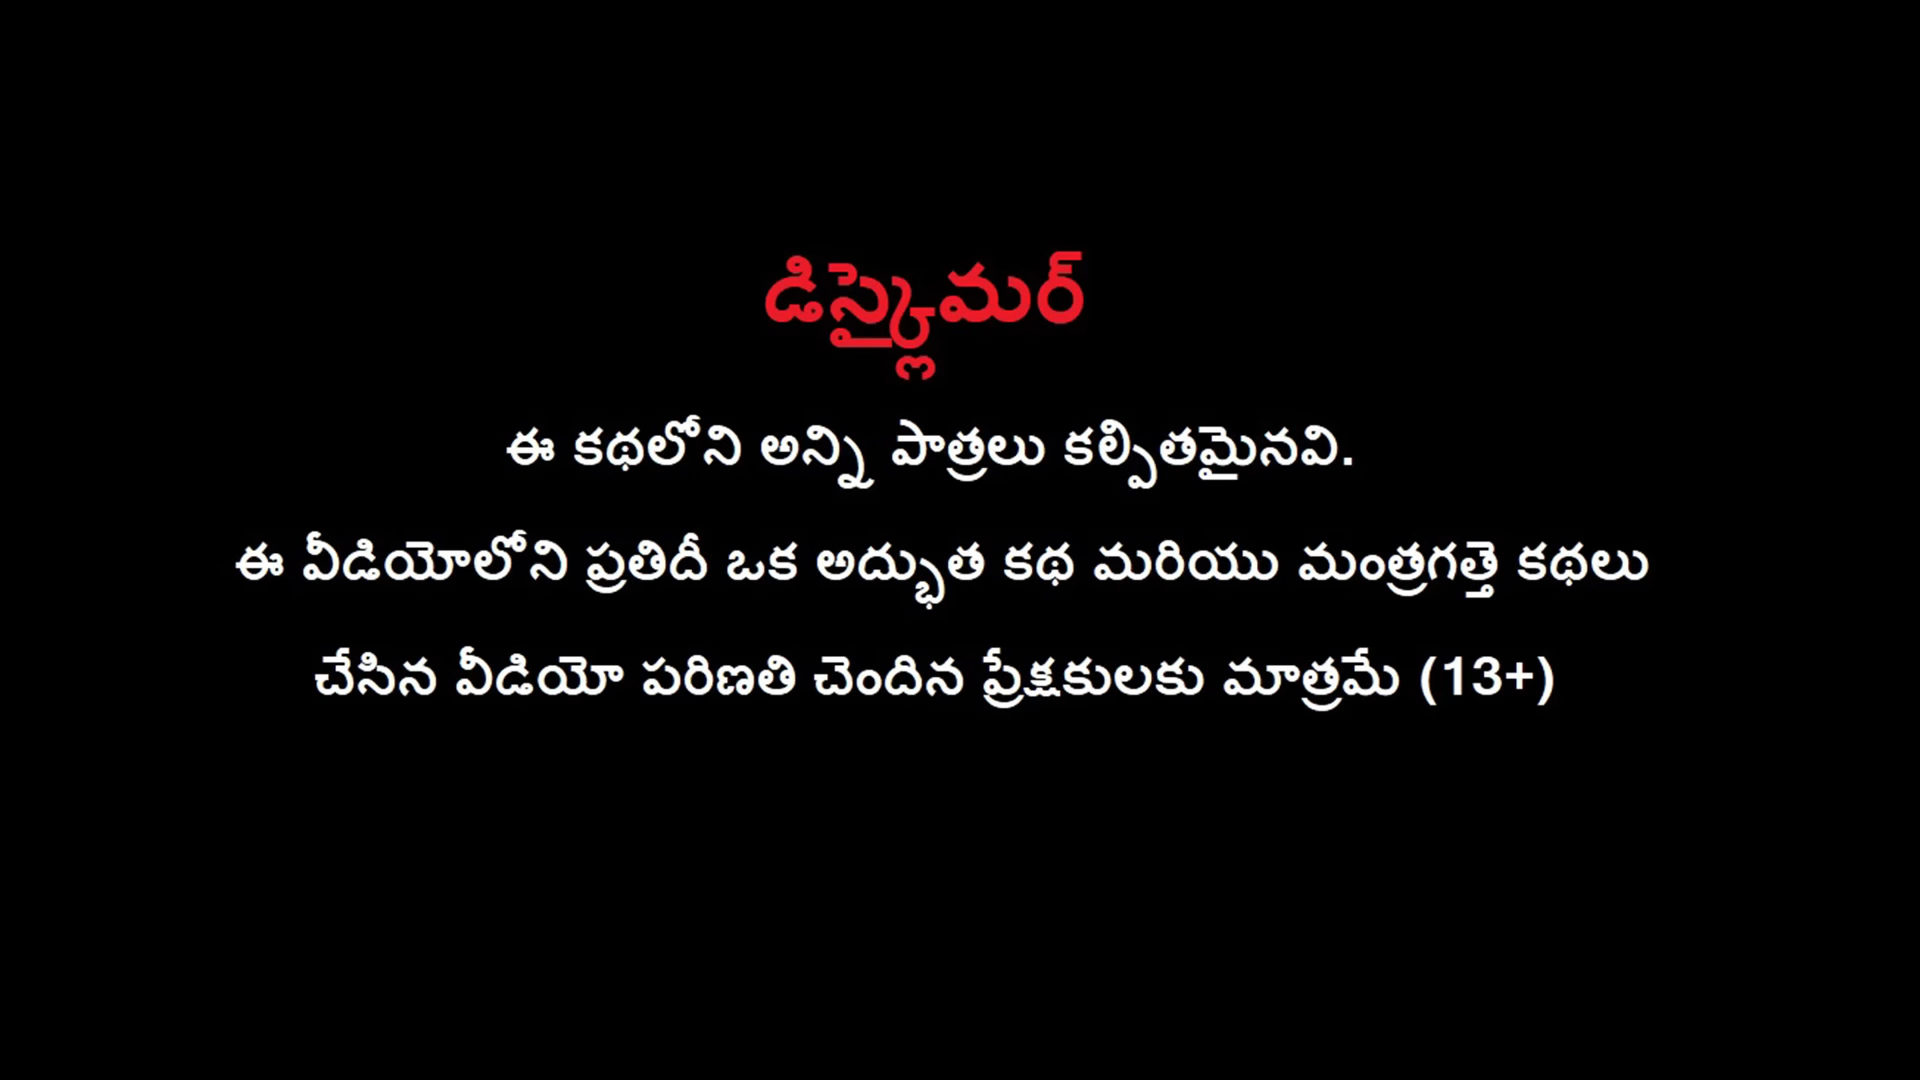 డిస్క్లైమర్
ఈ కథలోని అన్ని పాత్రలు కల్పితమైనవి.
ఈ వీడియోలోని ప్రతిదీ ఒక అద్భుత కథ మరియు మంత్రగత్తె కథలు
చేసిన వీడియో పరిణతి చెందిన ప్రేక్షకులకు మాత్రమే (13+)